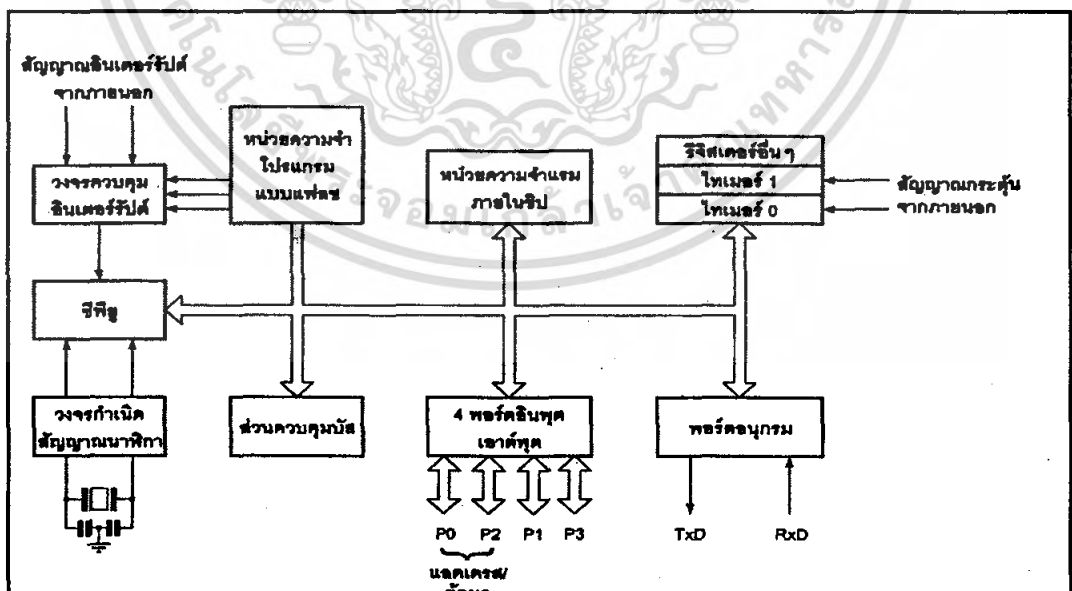 สัญญาณอินเตอร์รัปต์
จากภายนอก
หน่วยความจำ
โปรแกรม
แบบแฟลช
วงจรควบคุม
อินเตอร์รัปต์
หน่วยความจำแรม
ภายในชิป
รีจิสเตอร์อื่น ๆ
ไทเมอร์ 1
ไทเมอร์ 0
สัญญาณกระตุ้น
จากภายนอก
ซีพียู
วงจรกำเนิด
สัญญาณนาฬิกา
ส่วนควบคุมบัส
4 พอร์ตอินพุต
เอาต์พุต
พอร์ตอนุกรม
P0 P2 P1 P3
TxD RxD
แอดเดรส/